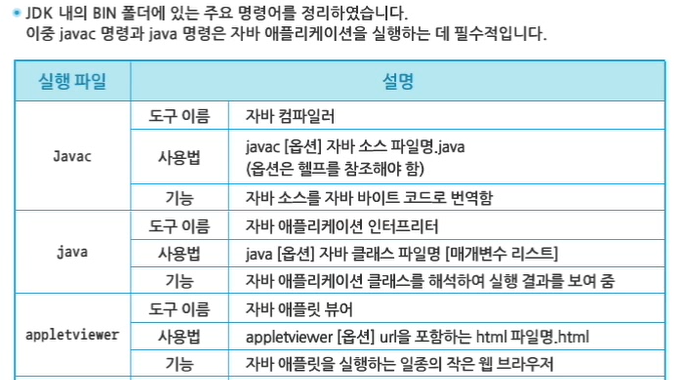 JDK 내의 BIN 폴더에 있는 주요 명령어를 정리하였습니다.
이중 javac 명령과 java 명령은 자바 애플리케이션을 실행하는 데 필수적입니다.
실행 파일 설명
Javac
도구 이름 자바 컴파일러
사용법 javac [옵션] 자바 소스 파일명.java
(옵션은 헬프를 참조해야 함)
기능 자바 소스를 자바 바이트 코드로 번역함
java
도구 이름 자바 애플리케이션 인터프리터
사용법 java [옵션] 자바 클래스 파일명 [매개변수 리스트]
기능 자바 애플리케이션 클래스를 해석하여 실행 결과를 보여 줌
appletviewer
도구 이름 자바 애플릿 뷰어
사용법 appletviewer [옵션] url을 포함하는 html 파일명.html
기능 자바 애플릿을 실행하는 일종의 작은 웹 브라우저